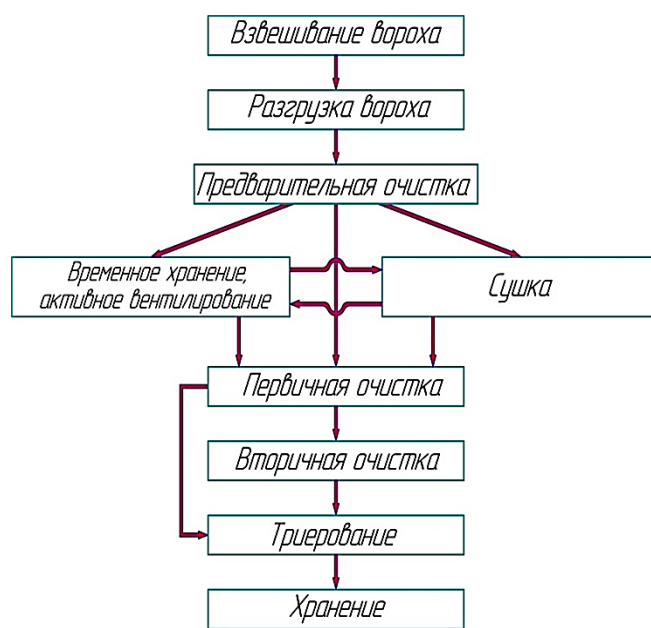 Взвешивание вороха
Разгрузка вороха
Предварительная очистка
Временное хранение,
активное вентилирование
Сушка
Первичная очистка
Вторичная очистка
Триерование
Хранение